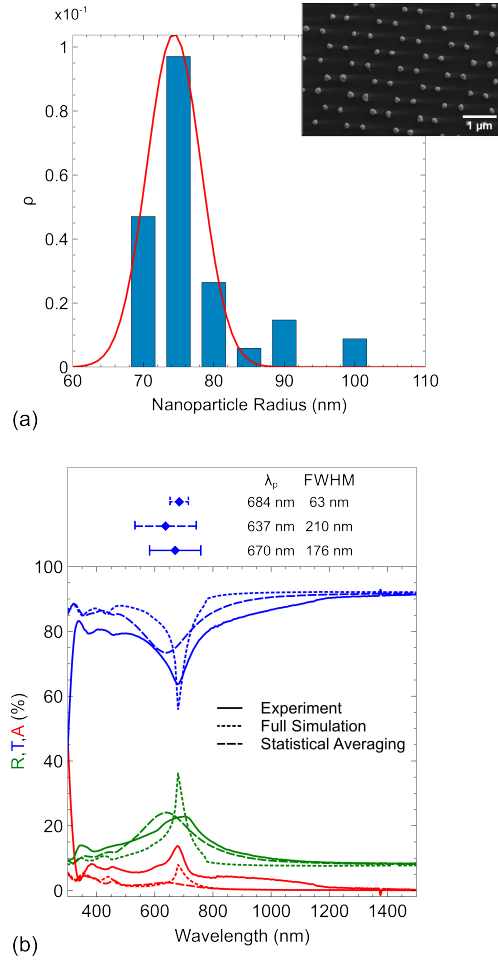 x10⁻¹
1 μm
1
0.8
0.6
0.4
0.2
0
ρ
60 70 80 90 100 110
Nanoparticle Radius (nm)
(a)
λₚ FWHM
684 nm 63 nm
637 nm 210 nm
670 nm 176 nm
100
80
60
40
20
0
R,T,A (%)
Experiment
Full Simulation
Statistical Averaging
400 600 800 1000 1200 1400
Wavelength (nm)
(b)